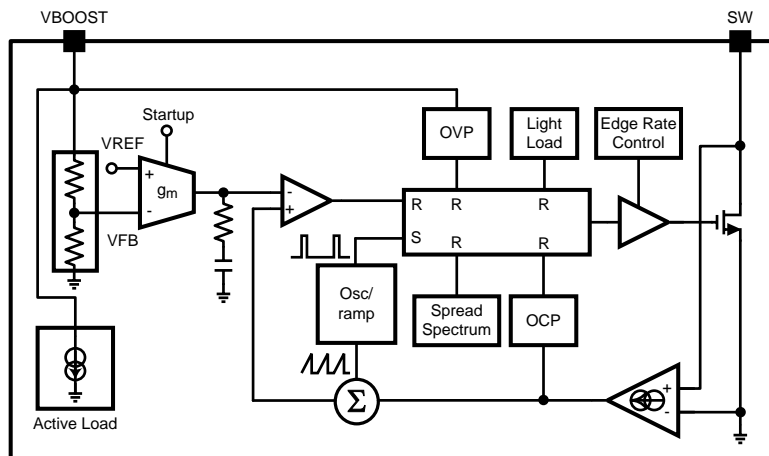 VBOOST
SW
Startup
VREF
+
gm
-
VFB
OVP
Light
Load
Edge Rate
Control
-
+
R
R
R
S
R
R
Osc/
ramp
Spread
Spectrum
OCP
Σ
+
-
Active Load